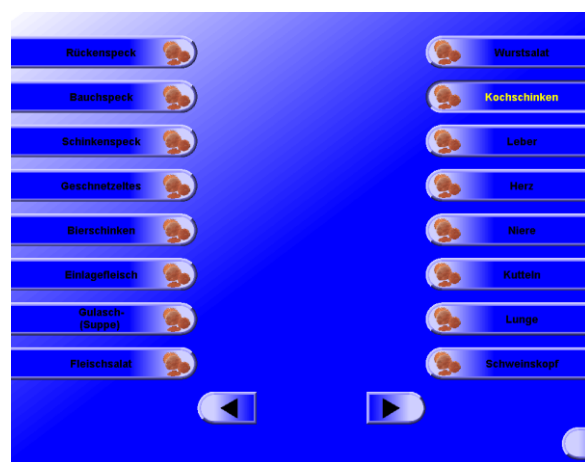 Rückenspeck
Bauchspeck
Schinkenspeck
Geschnetzeltes
Bierschinken
Einlagefleisch
Gulasch-
(Suppe)
Fleischsalat
Wurstsalat
Kochschinken
Leber
Herz
Niere
Kutteln
Lunge
Schweinskopf